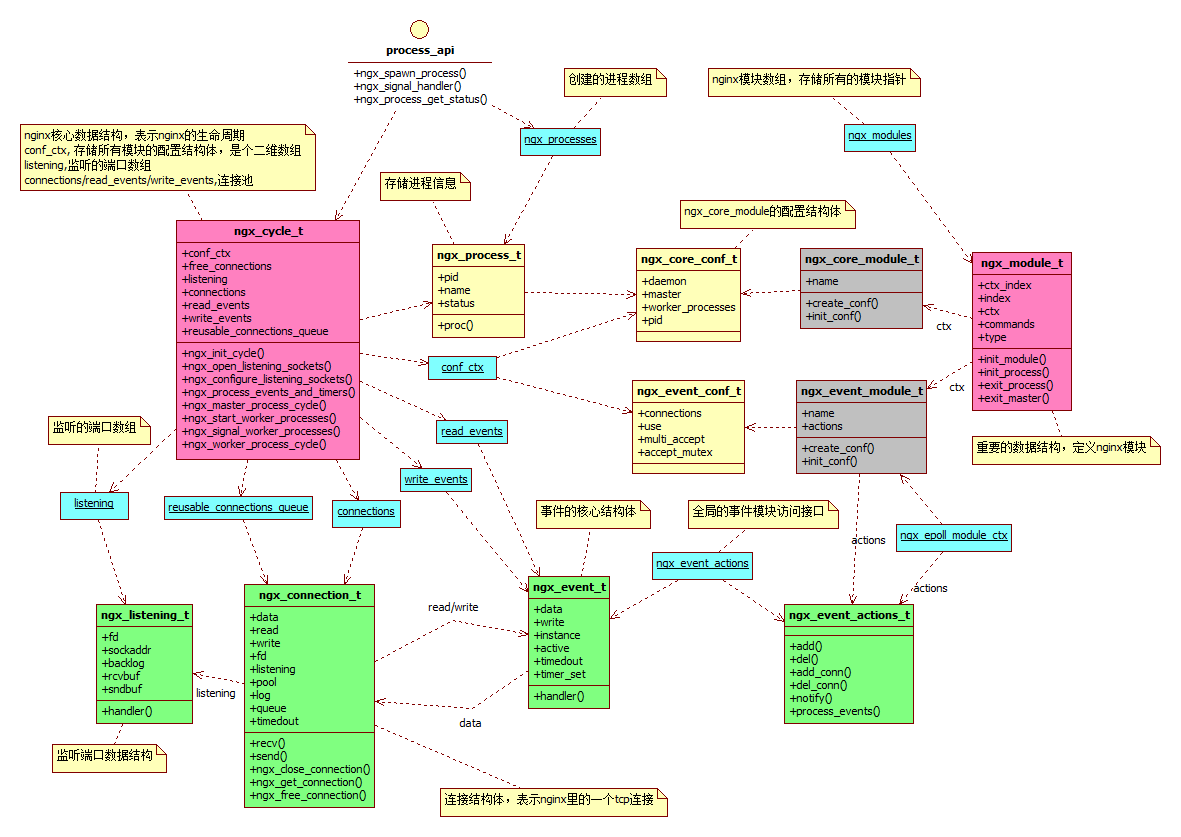 process_api
+ngx_spawn_process()
+ngx_signal_handler()
+ngx_process_get_status()
创建的进程数组
nginx模块数组，存储所有的模块指针
ngx_processes
ngx_modules
nginx核心数据结构，表示nginx的生命周期
conf_ctx, 存储所有模块的配置结构体，是个二维数组
listening,监听的端口数组
connections/read_events/write_events,连接池
存储进程信息
ngx_core_module的配置结构体
ngx_cycle_t
+conf_ctx
+free_connections
+listening
+connections
+read_events
+write_events
+reusable_connections_queue
+ngx_init_cycle()
+ngx_open_listening_sockets()
+ngx_configure_listening_sockets()
+ngx_process_events_and_timers()
+ngx_master_process_cycle()
+ngx_start_worker_processes()
+ngx_signal_worker_processes()
+ngx_worker_process_cycle()
ngx_process_t
+pid
+name
+status
+proc()
ngx_core_conf_t
+daemon
+master
+worker_processes
+pid
ngx_core_module_t
+name
+create_conf()
+init_conf()
ngx_module_t
+ctx_index
+index
+ctx
+commands
+type
+init_module()
+init_process()
+exit_process()
+exit_master()
ctx
ctx
conf_ctx
ngx_event_conf_t
+connections
+use
+multi_accept
+accept_mutex
ngx_event_module_t
+name
+actions
+create_conf()
+init_conf()
重要的数据结构，定义nginx模块
监听的端口数组
read_events
write_events
listening
reusable_connections_queue
connections
事件的核心结构体
全局的事件模块访问接口
actions
ngx_epoll_module_ctx
ngx_event_actions
actions
ngx_listening_t
+fd
+sockaddr
+backlog
+rcvbuf
+sndbuf
+handler()
listening
ngx_connection_t
+data
+read
+write
+fd
+listening
+pool
+log
+queue
+timedout
+recv()
+send()
+ngx_close_connection()
+ngx_get_connection()
+ngx_free_connection()
read/write
data
ngx_event_t
+data
+write
+instance
+active
+timedout
+timer_set
+handler()
ngx_event_actions_t
+add()
+del()
+add_conn()
+del_conn()
+notify()
+process_events()
监听端口数据结构
连接结构体，表示nginx里的一个tcp连接